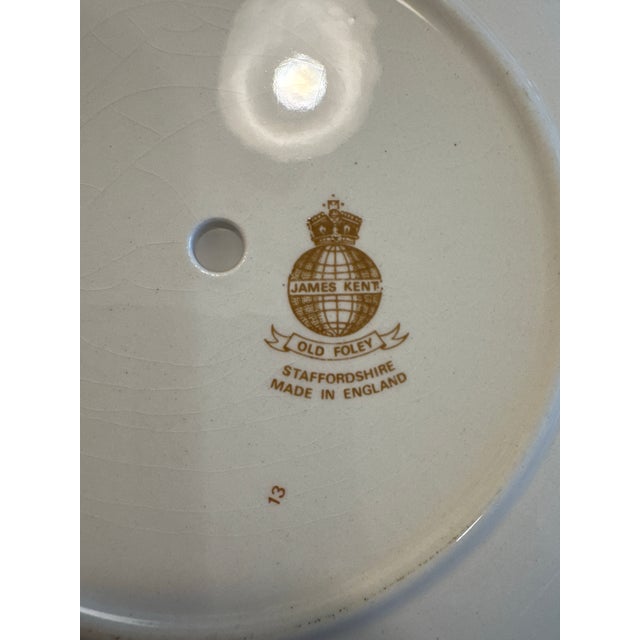 JAMES KENT
OLD FOLEY
STAFFORDSHIRE
MADE IN ENGLAND
13